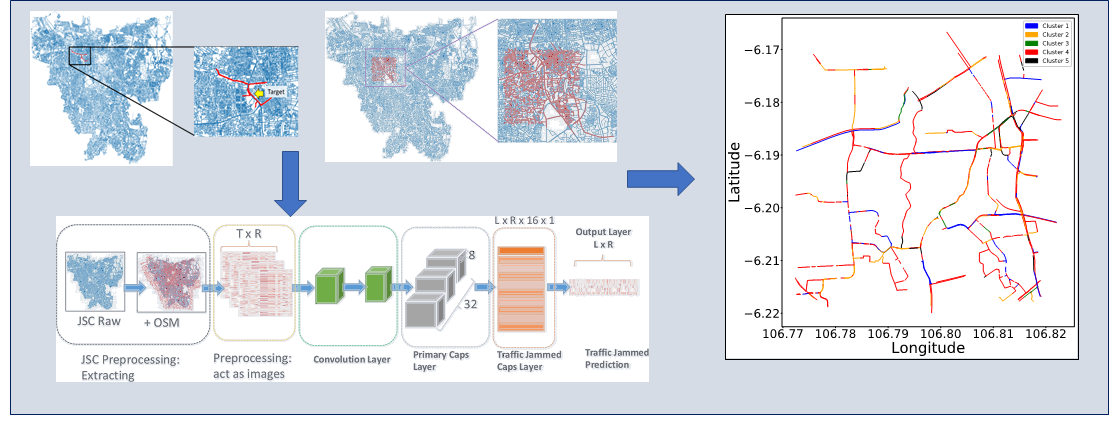 Target
L x R x 16 x 1
T x R
8
32
Output Layer
L x R
JSC Raw
+ OSM
JSC Preprocessing:
Extracting
Preprocessing:
act as images
Convolution Layer
Primary Caps
Layer
Traffic Jammed
Caps Layer
Traffic Jammed
Prediction
Cluster 1
Cluster 2
Cluster 3
Cluster 4
Cluster 5
Latitude
−6.17
−6.18
−6.19
−6.20
−6.21
−6.22
106.77 106.78 106.79 106.80 106.81 106.82
Longitude